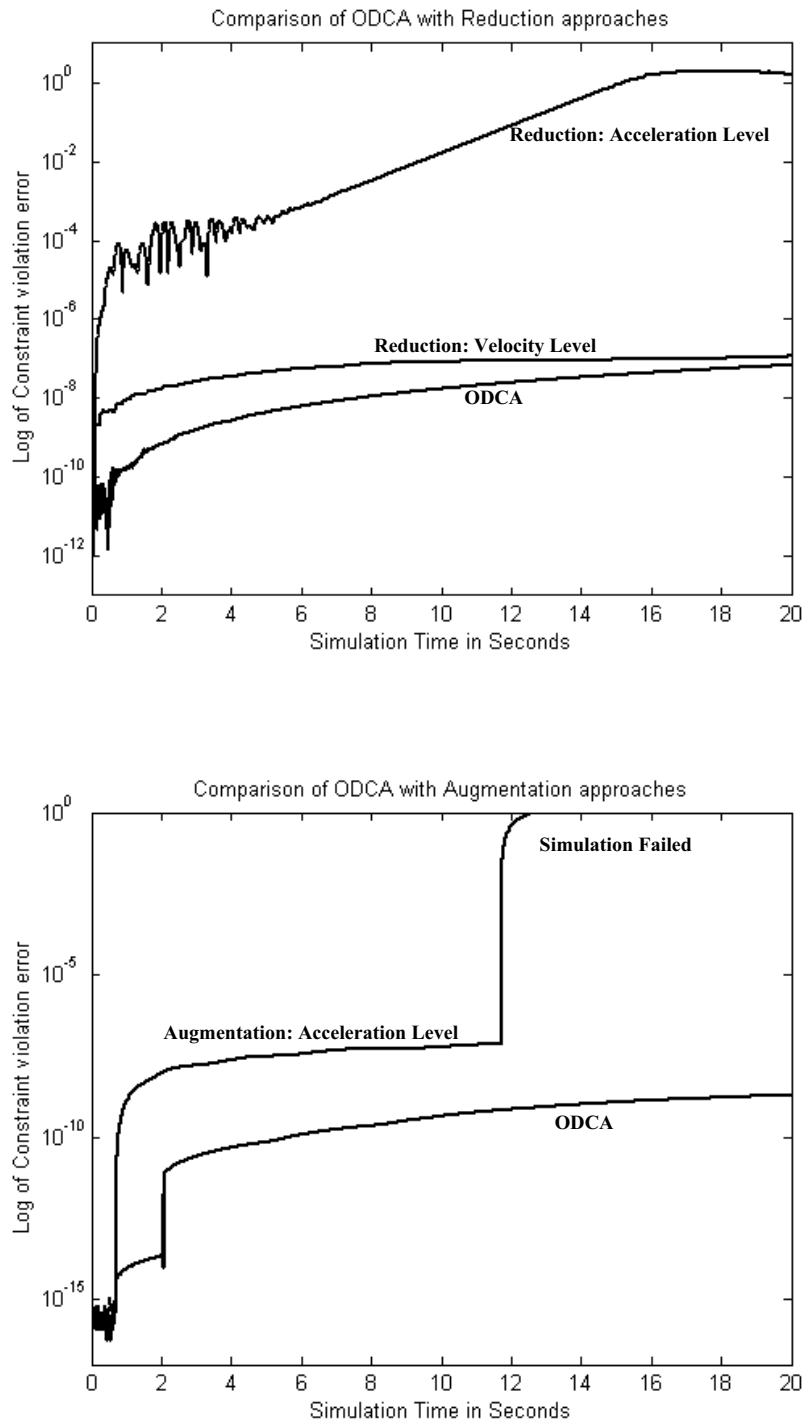 Comparison of ODCA with Reduction approaches
Log of Constraint violation error
10^0
10^-2
10^-4
10^-6
10^-8
10^-10
10^-12
Reduction: Acceleration Level
Reduction: Velocity Level
ODCA
0 2 4 6 8 10 12 14 16 18 20
Simulation Time in Seconds
Comparison of ODCA with Augmentation approaches
Log of Constraint violation error
10^0
10^-5
10^-10
10^-15
Simulation Failed
Augmentation: Acceleration Level
ODCA
0 2 4 6 8 10 12 14 16 18 20
Simulation Time in Seconds